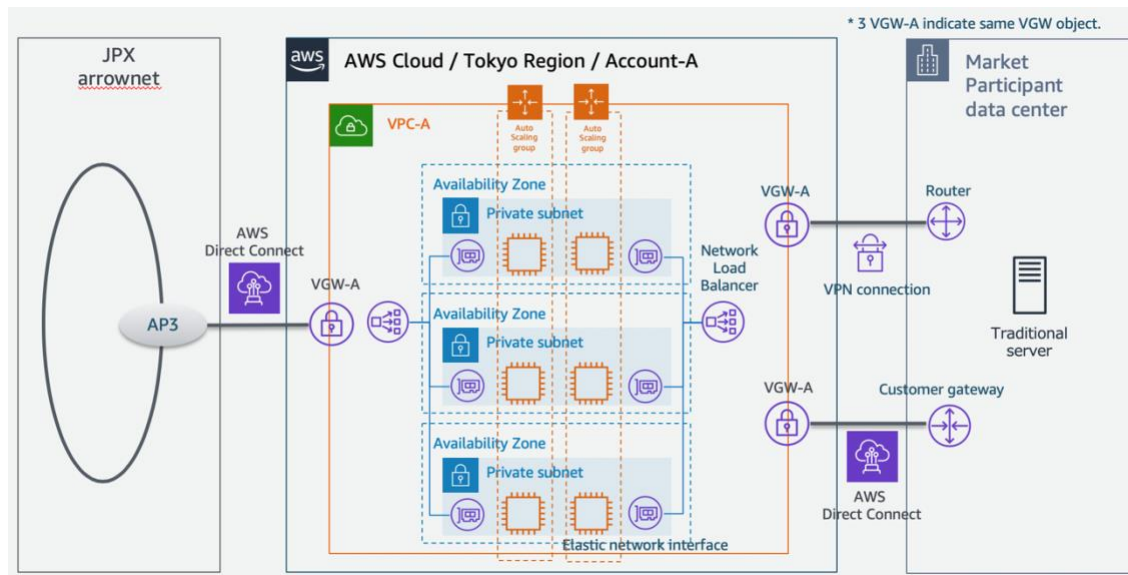 * 3 VGW-A indicate same VGW object.
JPX
arrownet
aws
AWS Cloud / Tokyo Region / Account-A
Market
Participant
data center
VPC-A
Auto
Scaling
group
Auto
Scaling
group
Availability Zone
Private subnet
VGW-A
Router
AWS
Direct Connect
Network
Load
Balancer
VGW-A
VPN connection
Availability Zone
Private subnet
AP3
Traditional
server
VGW-A
Customer gateway
Availability Zone
Private subnet
AWS
Direct Connect
Elastic network interface